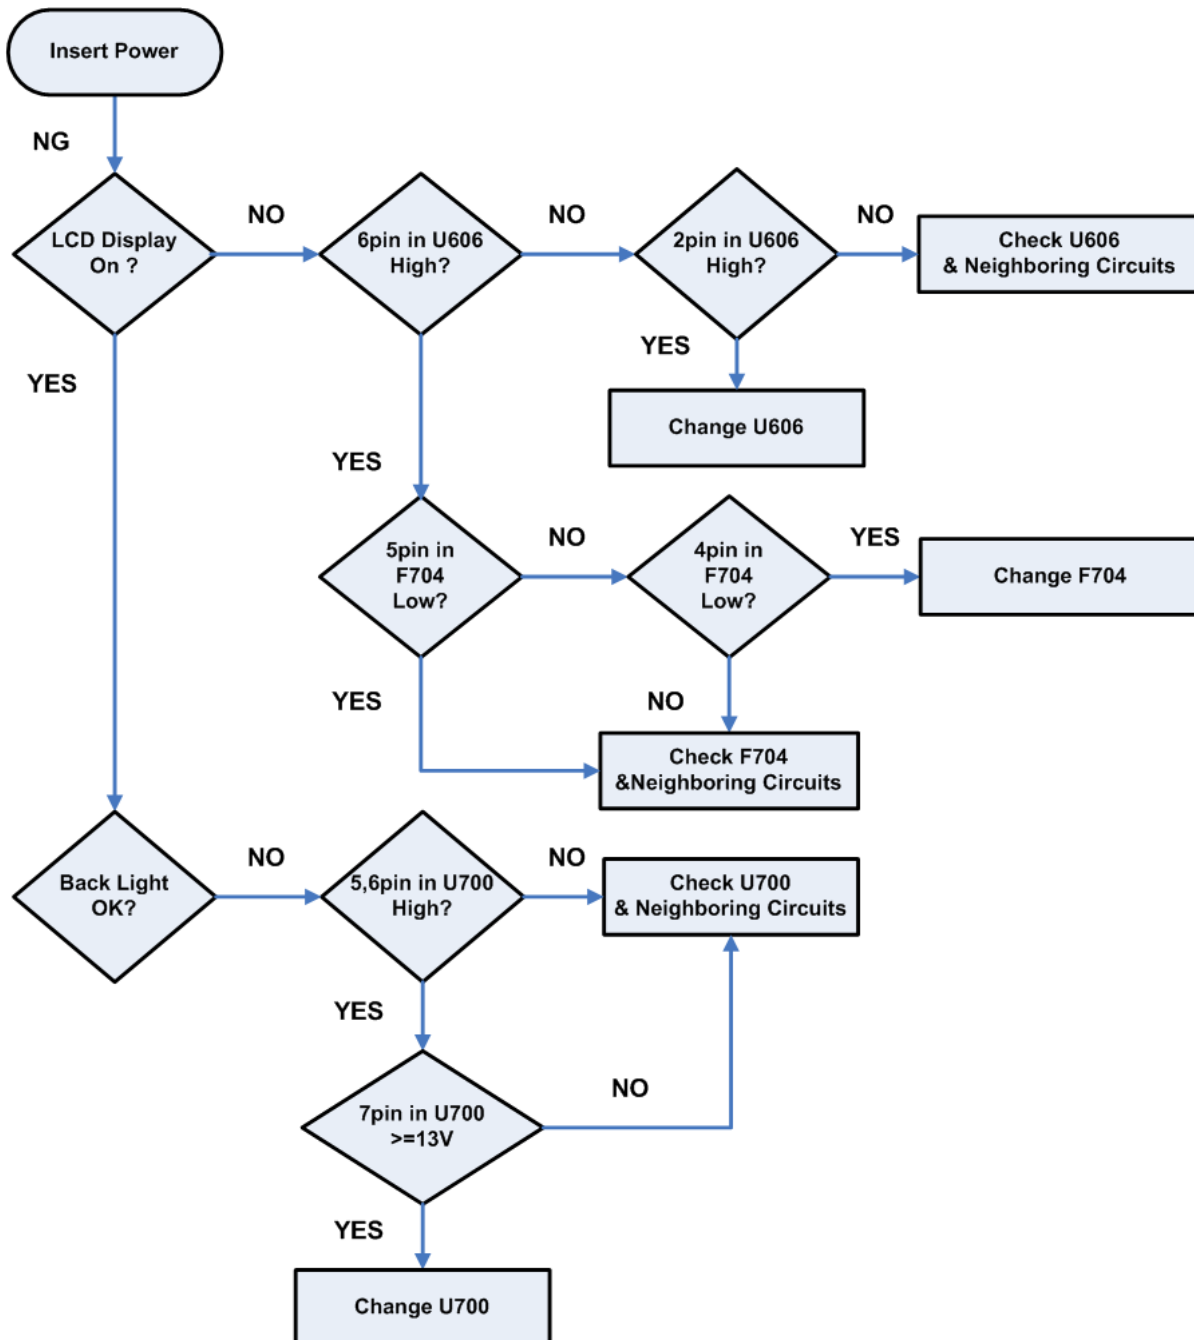 Insert Power
NG
LCD Display
On ?
NO
6pin in U606
High?
NO
2pin in U606
High?
NO
Check U606
& Neighboring Circuits
YES
Change U606
YES
YES
5pin in
F704
Low?
NO
4pin in
F704
Low?
YES
Change F704
YES
NO
Check F704
&Neighboring Circuits
Back Light
OK?
NO
5,6pin in U700
High?
NO
Check U700
& Neighboring Circuits
YES
7pin in U700
>=13V
NO
YES
Change U700